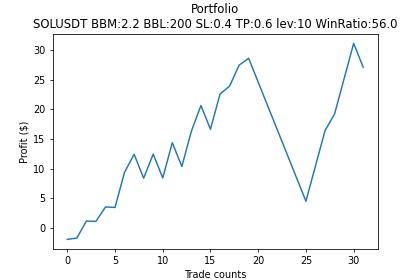 Portfolio
SOLUSDT BBM:2.2 BBL:200 SL:0.4 TP:0.6 lev:10 WinRatio:56.0
30
25
20
15
10
5
0
Profit ($)
0 5 10 15 20 25 30
Trade counts